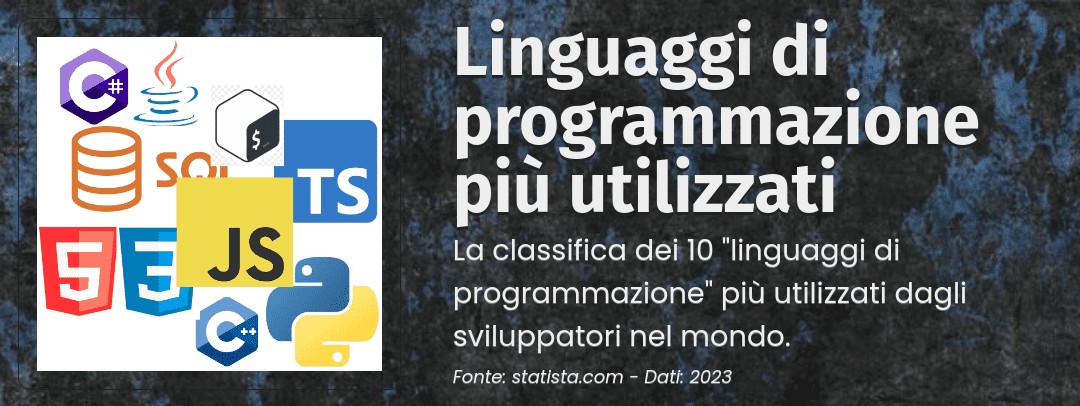 Linguaggi di
programmazione
più utilizzati
La classifica dei 10 "linguaggi di
programmazione" più utilizzati dagli
sviluppatori nel mondo.
Fonte: statista.com - Dati: 2023
C#
$
SQL
TS
JS
5
3
C++